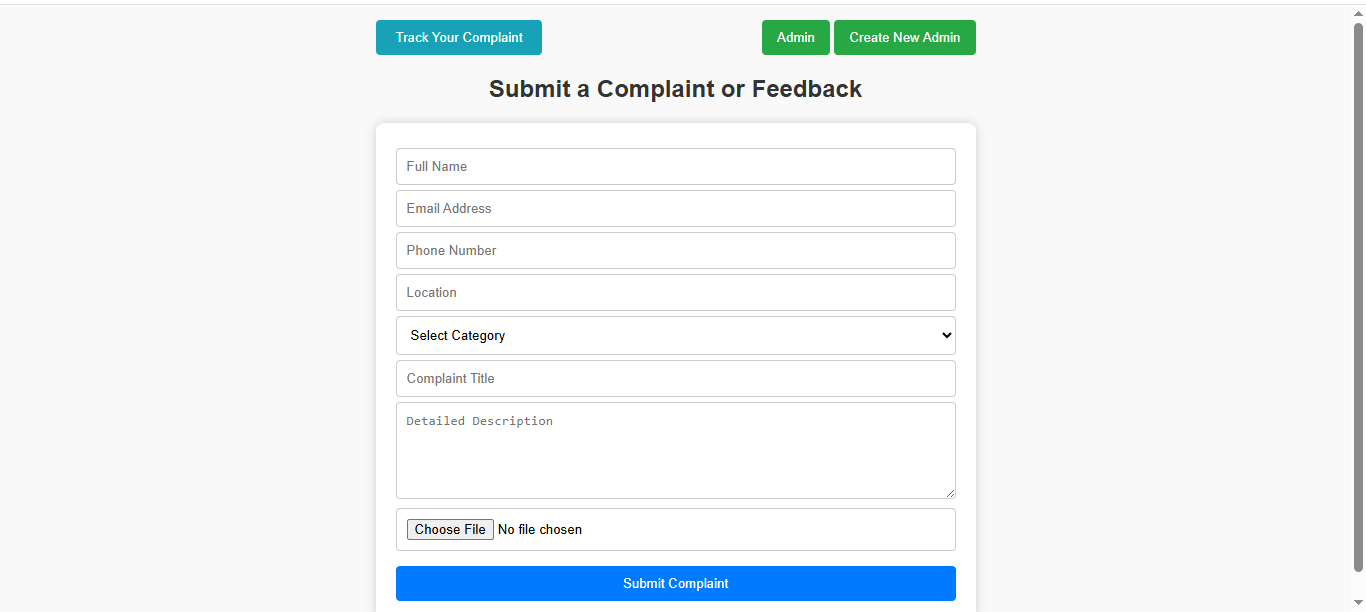 Track Your Complaint Admin Create New Admin
Submit a Complaint or Feedback
Full Name
Email Address
Phone Number
Location
Select Category
Complaint Title
Detailed Description
Choose File No file chosen
Submit Complaint